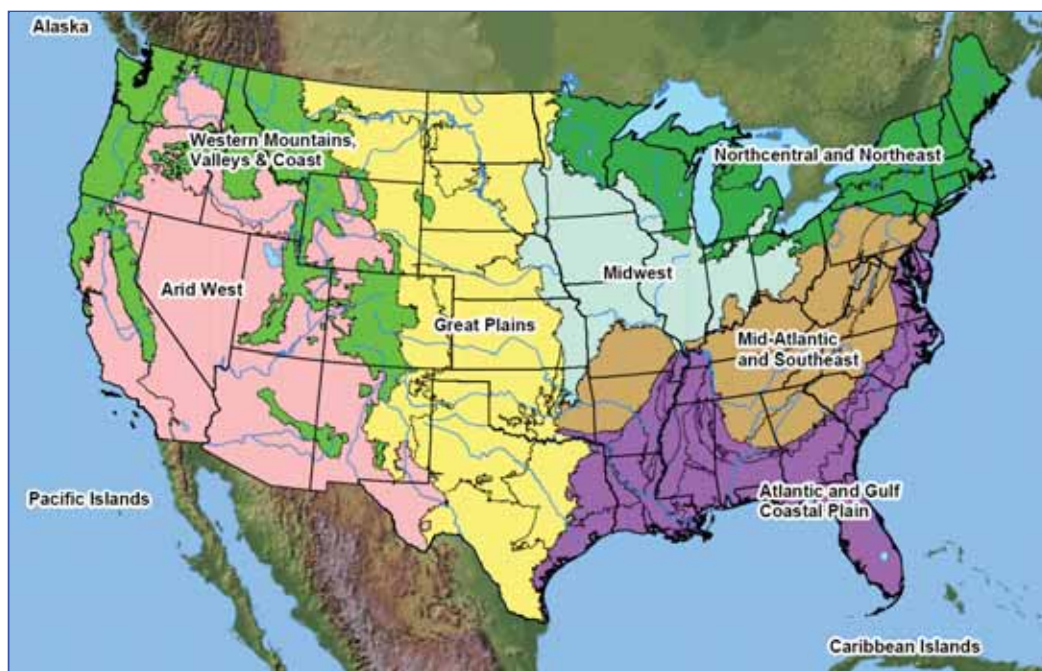 Alaska
Western Mountains,
Valleys & Coast
Northcentral and Northeast
Arid West
Midwest
Great Plains
Mid-Atlantic
and Southeast
Pacific Islands
Atlantic and Gulf
Coastal Plain
Caribbean Islands